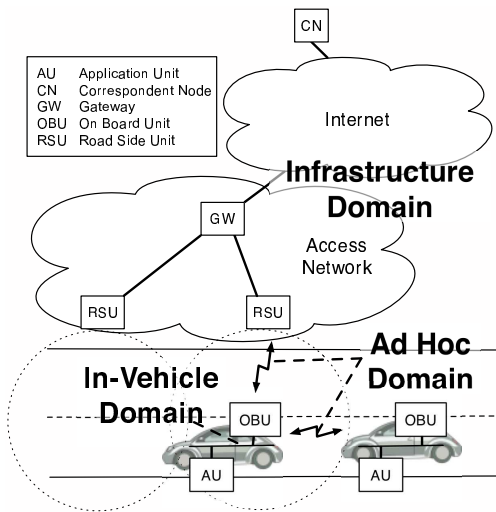 CN
AU Application Unit
CN Correspondent Node
GW Gateway
OBU On Board Unit
RSU Road Side Unit
Internet
Infrastructure
Domain
GW
Access
Network
RSU
RSU
Ad Hoc
Domain
In-Vehicle
Domain
OBU
OBU
AU
AU